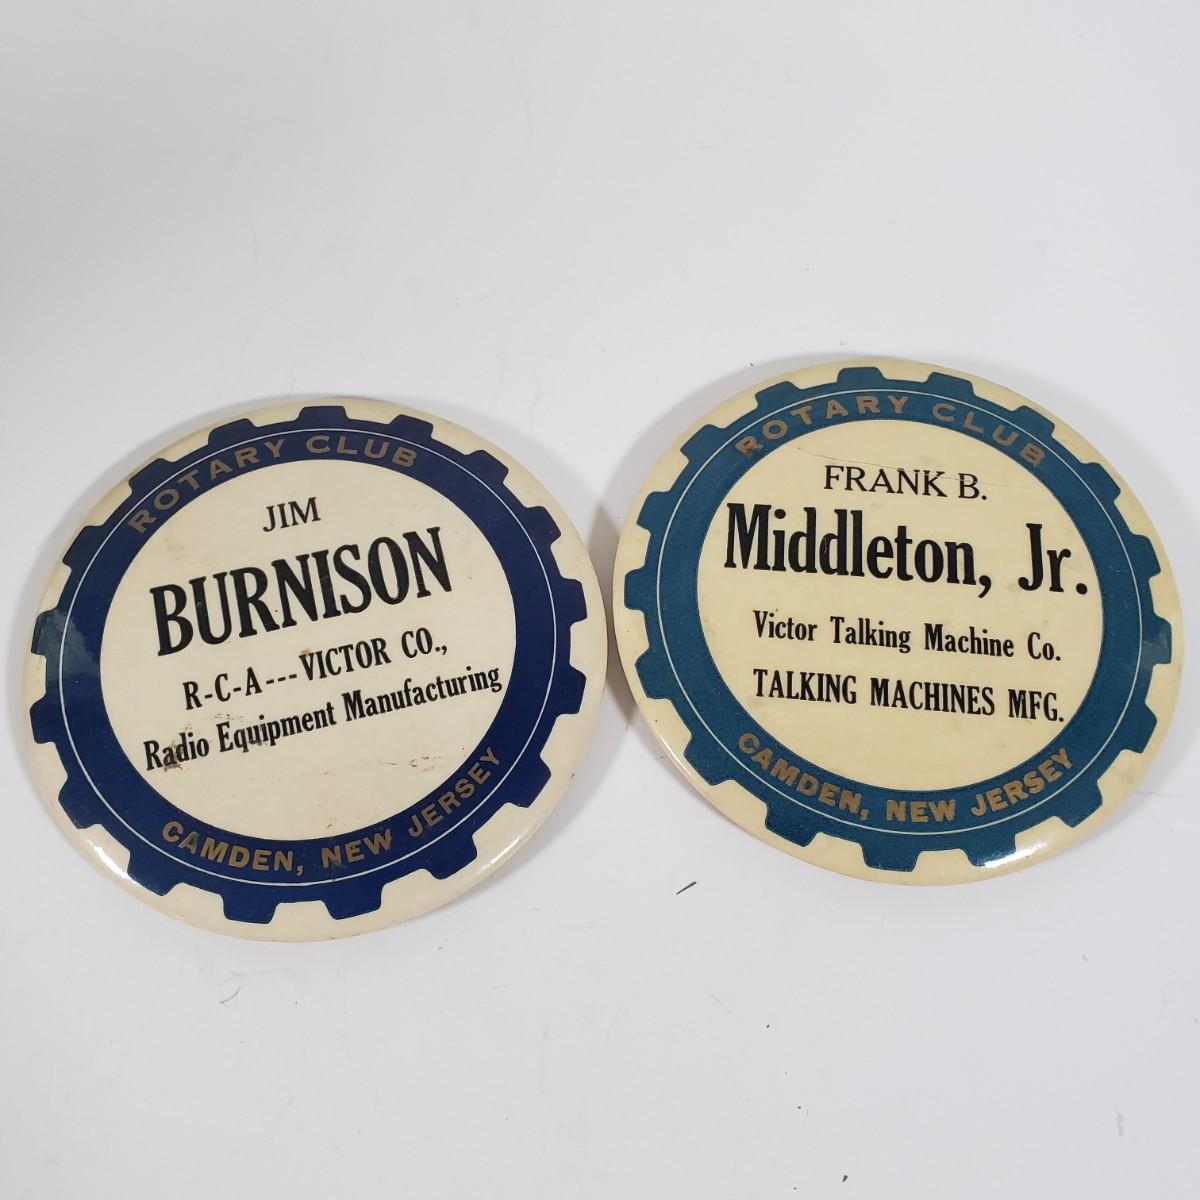 ROTARY CLUB
JIM
BURNISON
R-C-A---VICTOR CO.,
Radio Equipment Manufacturing
CAMDEN, NEW JERSEY
ROTARY CLUB
FRANK B.
Middleton, Jr.
Victor Talking Machine Co.
TALKING MACHINES MFG.
CAMDEN, NEW JERSEY